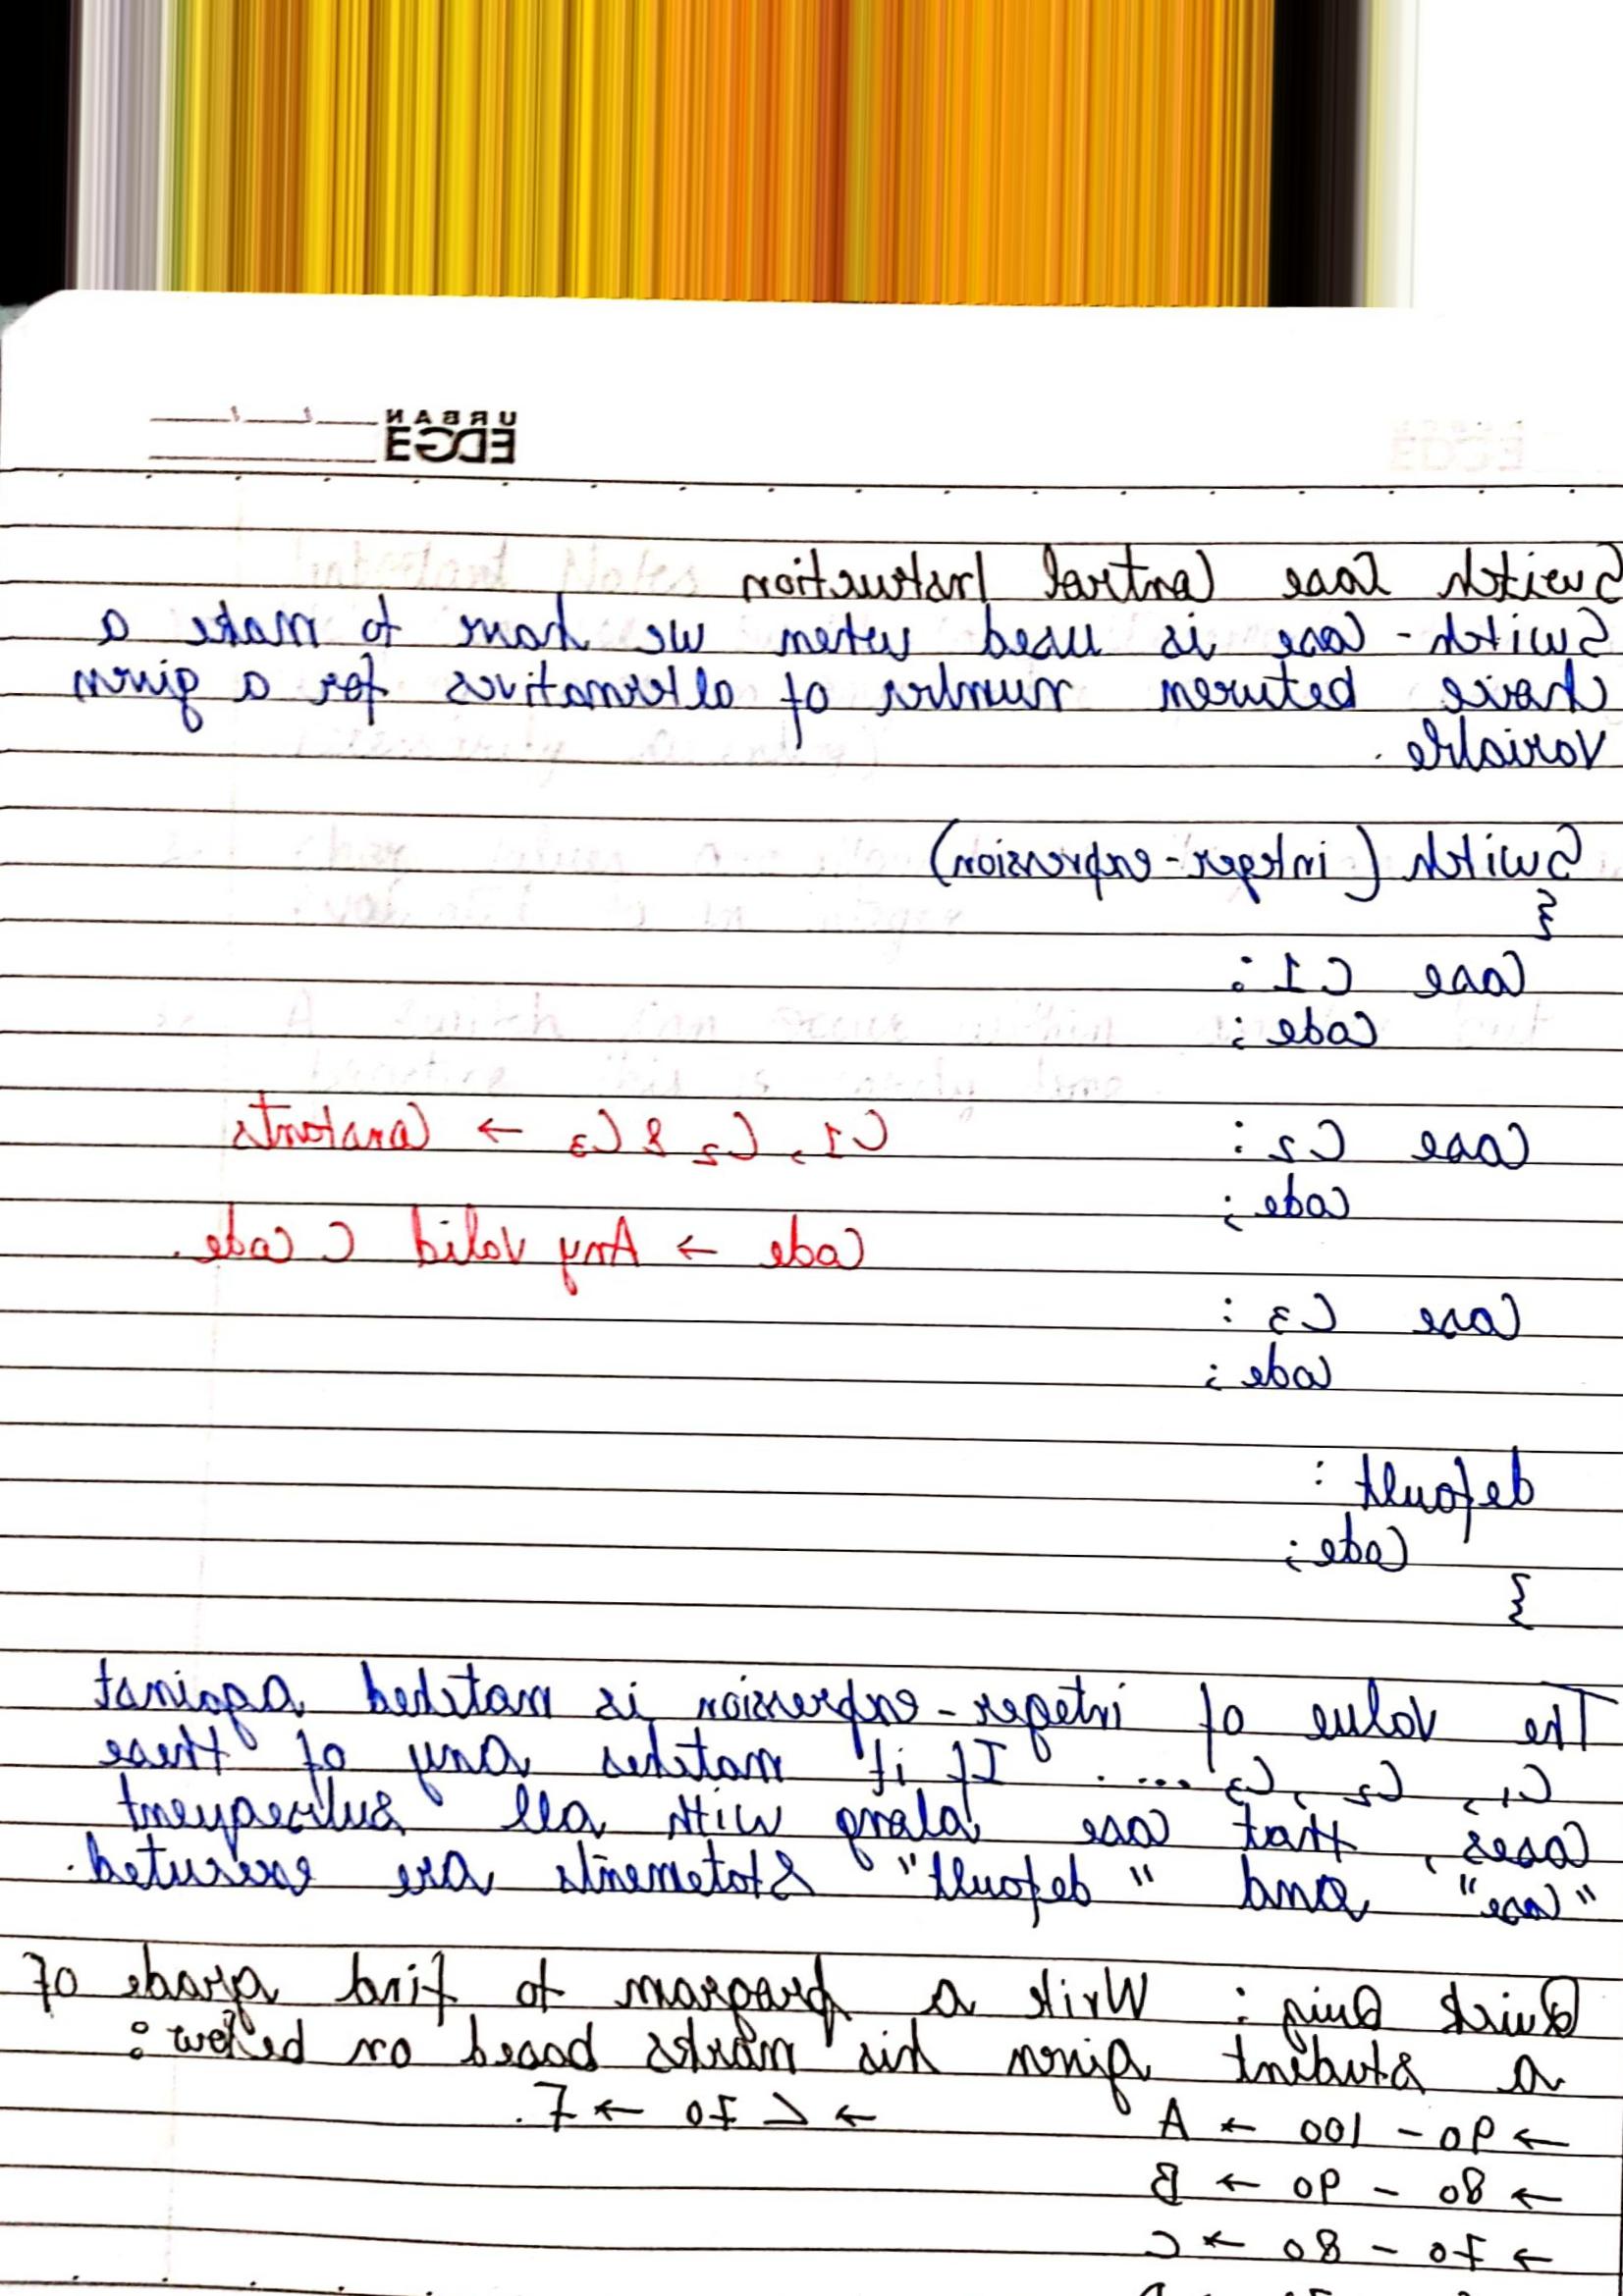 URBAN
EDGE
Switch Case Control Instruction
Switch - Case is used when we have to make a
choice between number of alternatives for a given
Variable.
Switch (integer-expression)
{
Case C1:
Code;
Case C2: C1, C2 & C3 → Constants
Code;
Code → Any valid C code.
Case C3:
Code;
default:
Code;
}
The value of integer-expression is matched against
C1, C2, C3 .... If it matches any of these
Cases, that case along with all subsequent
"Case" and "default" statements are executed.
Quick Quiz: Write a program to find grade of
a student given his marks based on below:
→ 90 - 100 → A → < 70 → F.
→ 80 - 90 → B
→ 70 - 80 → C